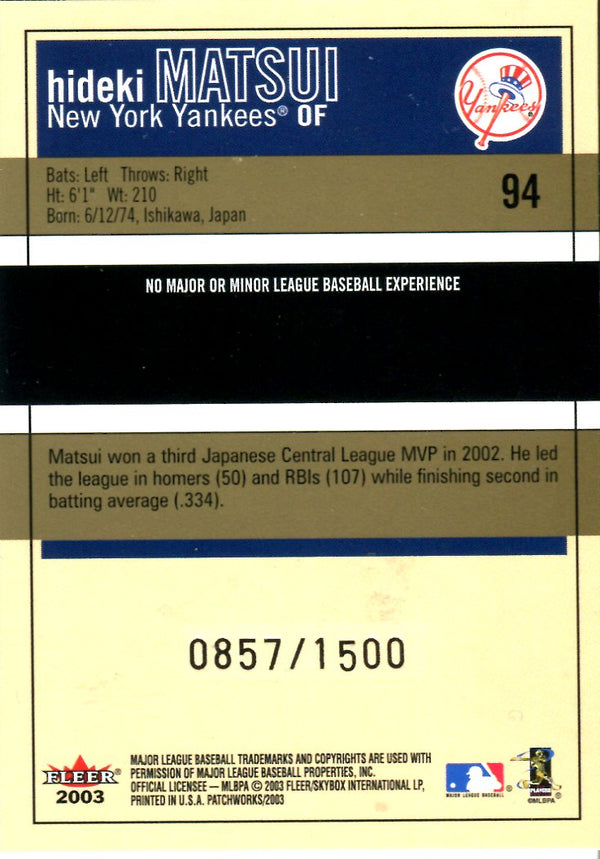 hideki MATSUI
New York Yankees® OF
Yankees
Bats: Left Throws: Right
Ht: 6'1" Wt: 210
Born: 6/12/74, Ishikawa, Japan
94
NO MAJOR OR MINOR LEAGUE BASEBALL EXPERIENCE
Matsui won a third Japanese Central League MVP in 2002. He led
the league in homers (50) and RBIs (107) while finishing second in
batting average (.334).
0857/1500
FLEER®
2003
MAJOR LEAGUE BASEBALL TRADEMARKS AND COPYRIGHTS ARE USED WITH
PERMISSION OF MAJOR LEAGUE BASEBALL PROPERTIES, INC.
OFFICIAL LICENSEE – MLBPA © 2003 FLEER/SKYBOX INTERNATIONAL LP,
PRINTED IN U.S.A. PATCHWORKS/2003
MAJOR LEAGUE BASEBALL®
PLAYERS
©MLBPA